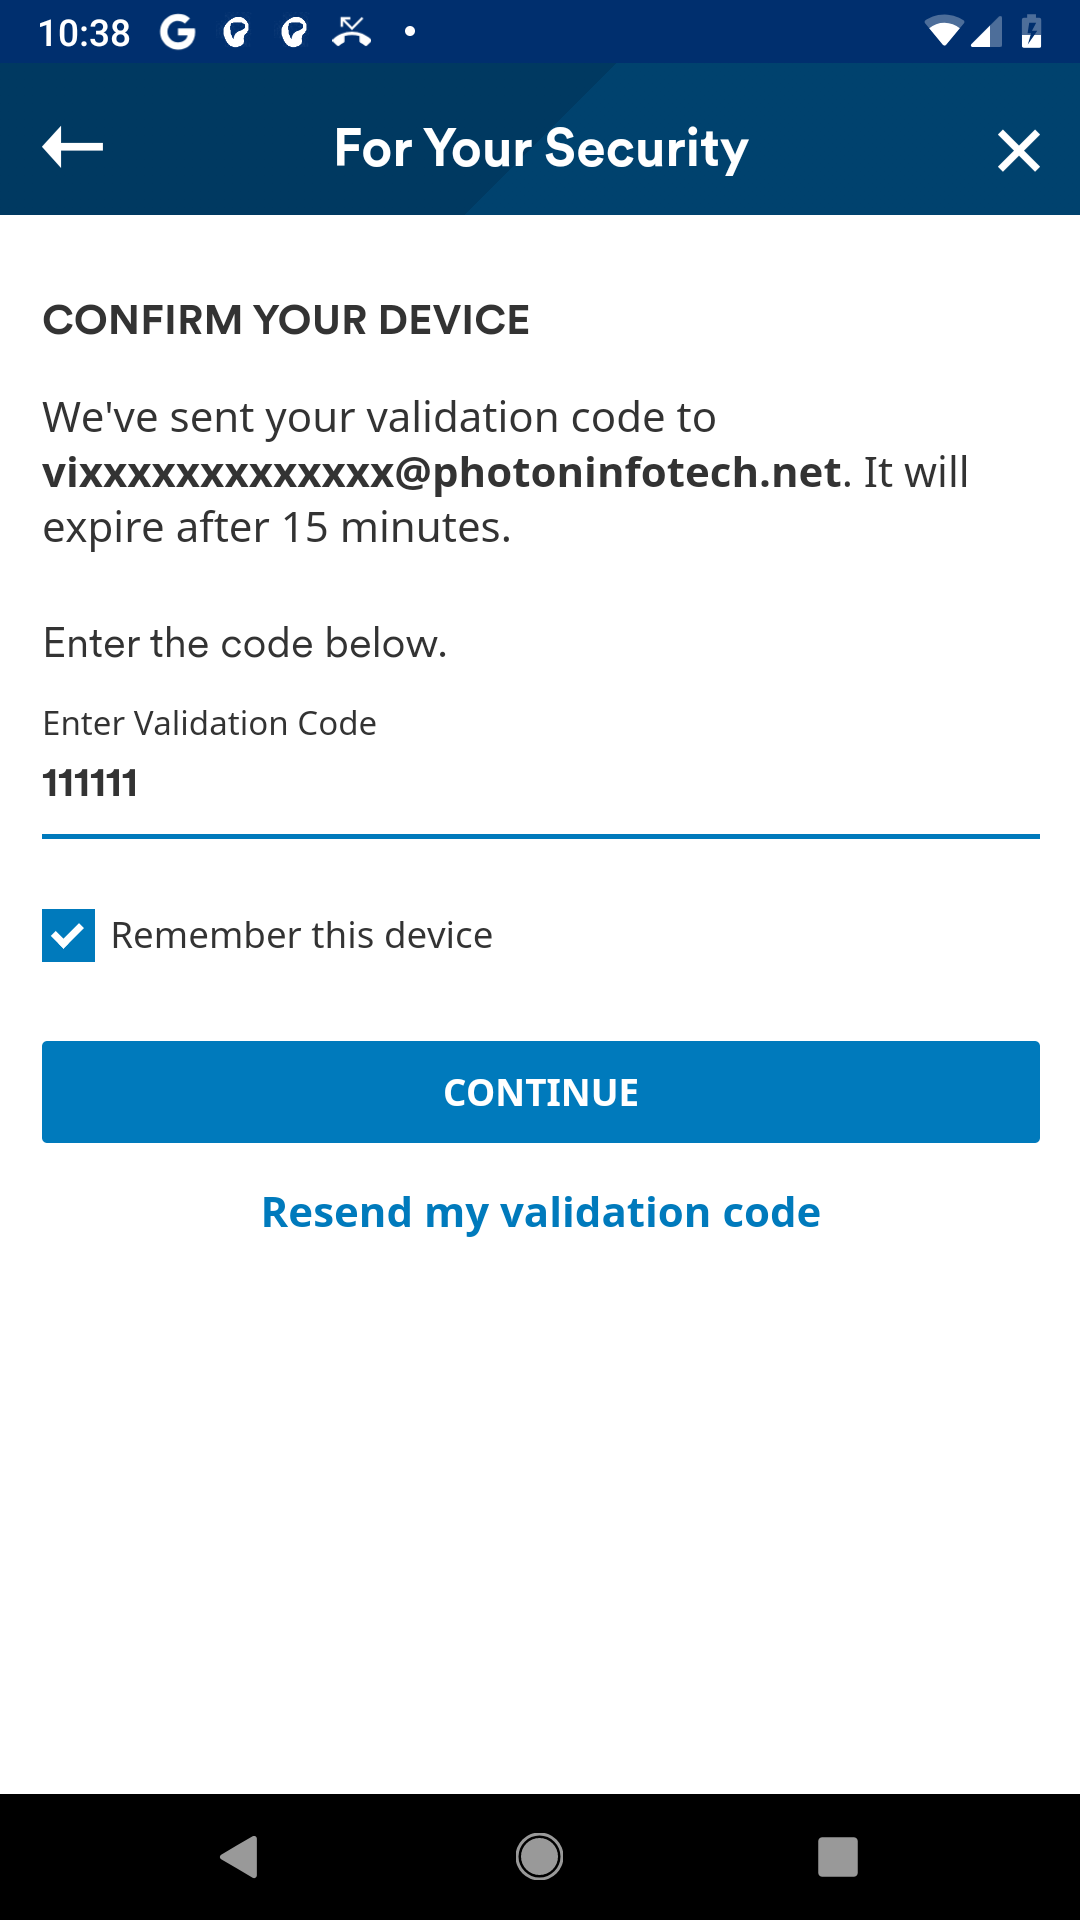 10:38
For Your Security
CONFIRM YOUR DEVICE
We've sent your validation code to
vixxxxxxxxxxxxx@photoninfotech.net. It will
expire after 15 minutes.
Enter the code below.
Enter Validation Code
111111
Remember this device
CONTINUE
Resend my validation code